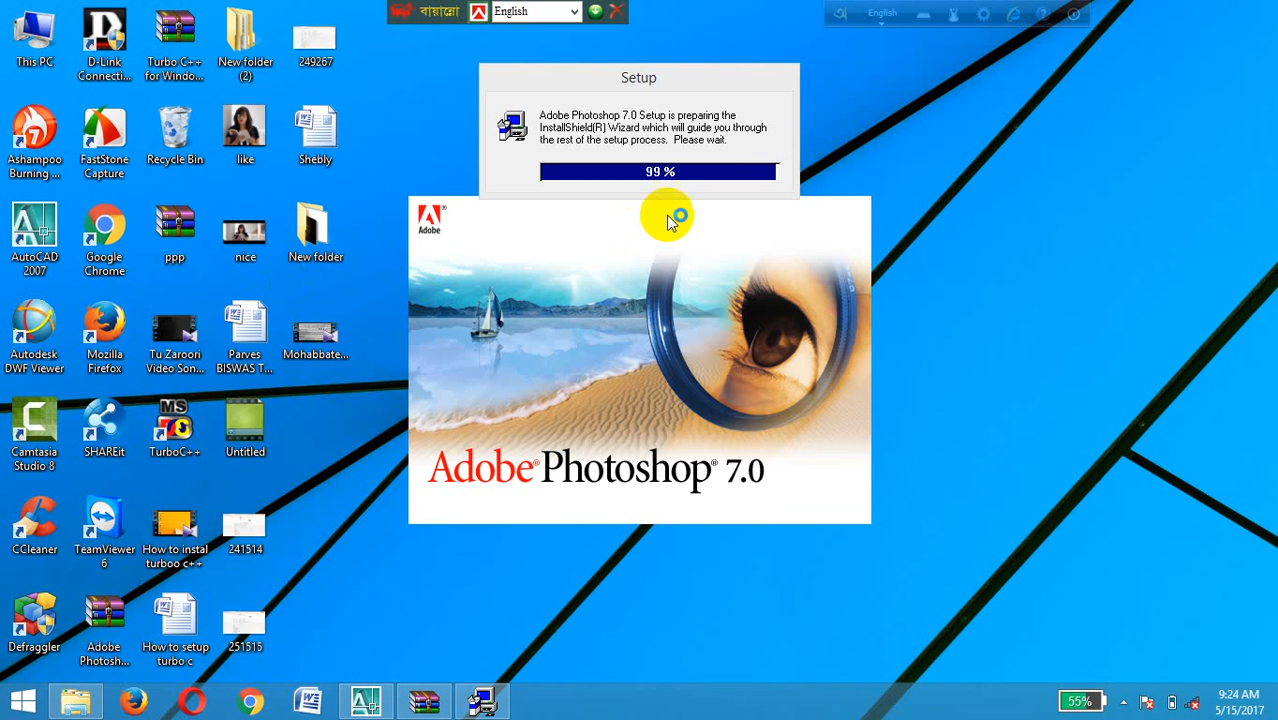 বায়ান্নো
English
English
This PC
D-Link
Connecti...
Turbo C++
for Windo...
New folder
(2)
249267
Ashampoo
Burning ...
FastStone
Capture
Recycle Bin
like
Shebly
AutoCAD
2007
Google
Chrome
ppp
nice
New folder
Autodesk
DWF Viewer
Mozilla
Firefox
Tu Zaroori
Video Son...
Parves
BISWAS T...
Mohabbate...
Camtasia
Studio 8
SHAREit
MS
TurboC++
Untitled
CCleaner
TeamViewer
6
How to instal
turboo c++
241514
Defraggler
Adobe
Photosh...
How to setup
turbo c
251515
Setup
Adobe Photoshop 7.0 Setup is preparing the
InstallShield(R) Wizard which will guide you through
the rest of the setup process. Please wait.
99 %
Adobe
Adobe® Photoshop® 7.0
55%
9:24 AM
5/15/2017